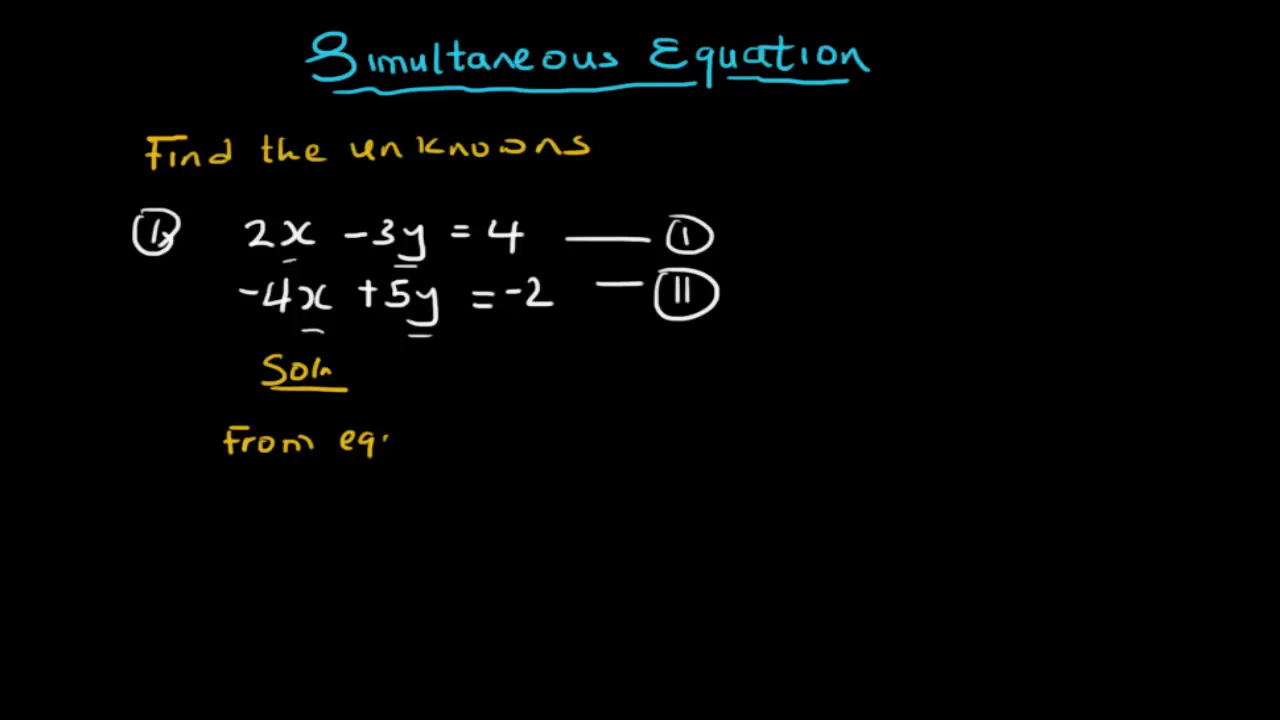 Simultaneous Equation
Find the unknowns
1, 2x - 3y = 4 —— I
-4x + 5y = -2 — II
Soln
From eq